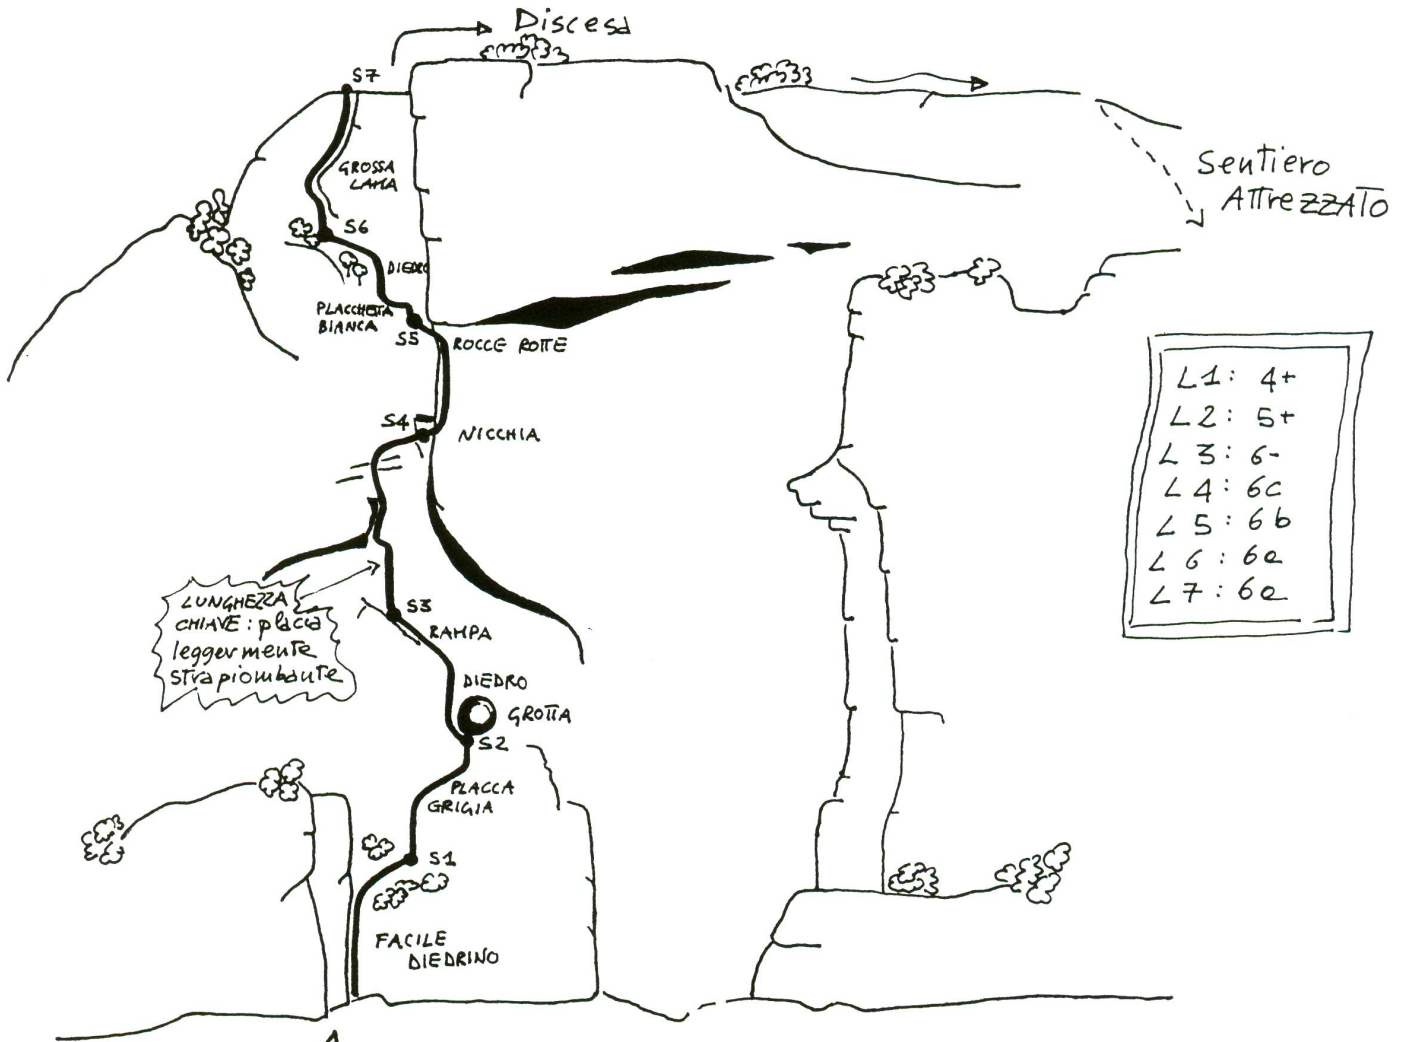 Discesa
S7
GROSSA
LAMA
Sentiero
ATTrEZZATO
S6
DIEDRO
PLACCHETTA
BIANCA
S5
ROCCE ROTTE
S4
NICCHIA
L1: 4+
L2: 5+
L3: 6-
L4: 6c
L5: 6b
L6: 6a
L7: 6a
LUNGHEZZA
CHIAVE: placca
leggermente
strapiombante
S3
RAMPA
DIEDRO
GROTTA
S2
PLACCA
GRIGIA
S1
FACILE
DIEDRINO